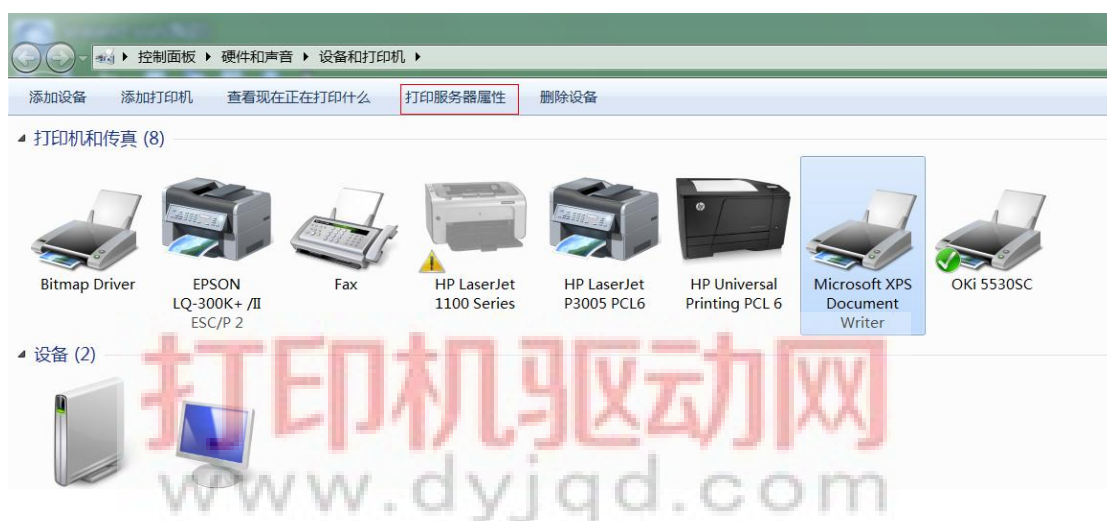 控制面板 ▸ 硬件和声音 ▸ 设备和打印机 ▸
添加设备 添加打印机 查看现在正在打印什么 打印服务器属性 删除设备
打印机和传真 (8)
Bitmap Driver
EPSON
LQ-300K+ /II
ESC/P 2
Fax
HP LaserJet
1100 Series
HP LaserJet
P3005 PCL6
HP Universal
Printing PCL 6
Microsoft XPS
Document
Writer
OKi 5530SC
设备 (2)
打印机驱动网
www.dyjqd.com